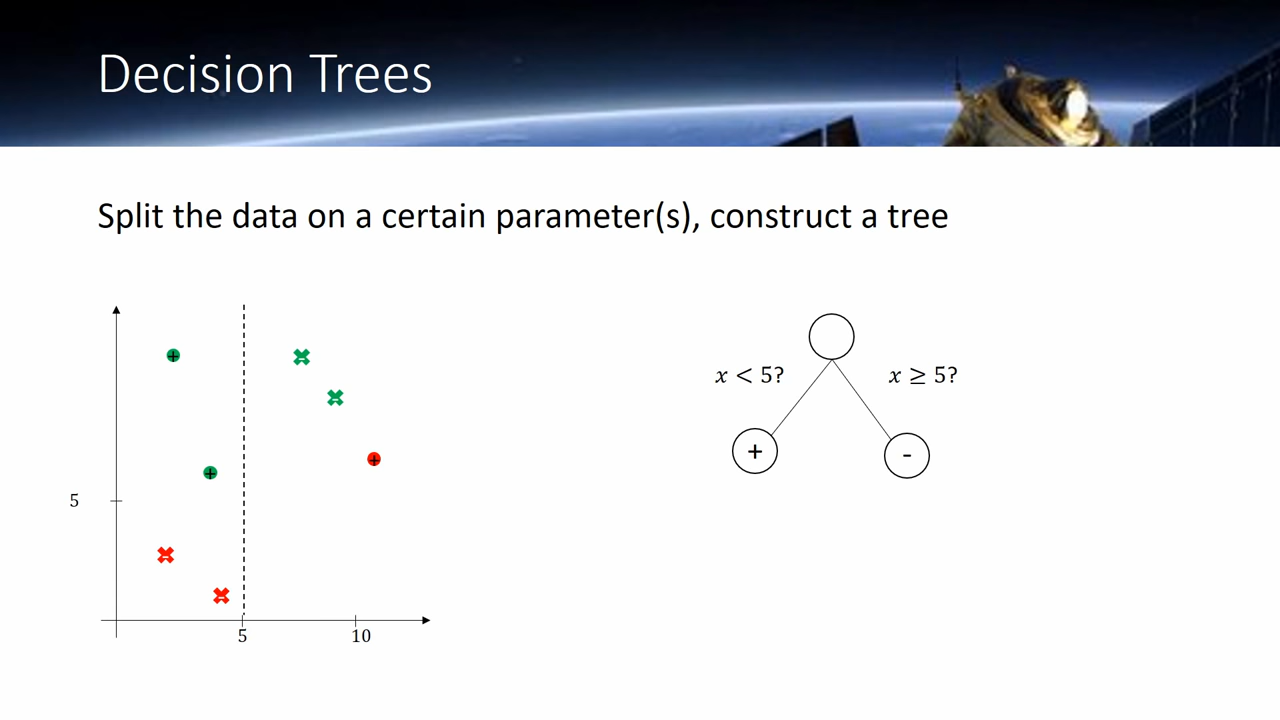 Decision Trees
Split the data on a certain parameter(s), construct a tree
+
+
+
5
5
10
x < 5?
x ≥ 5?
+
-